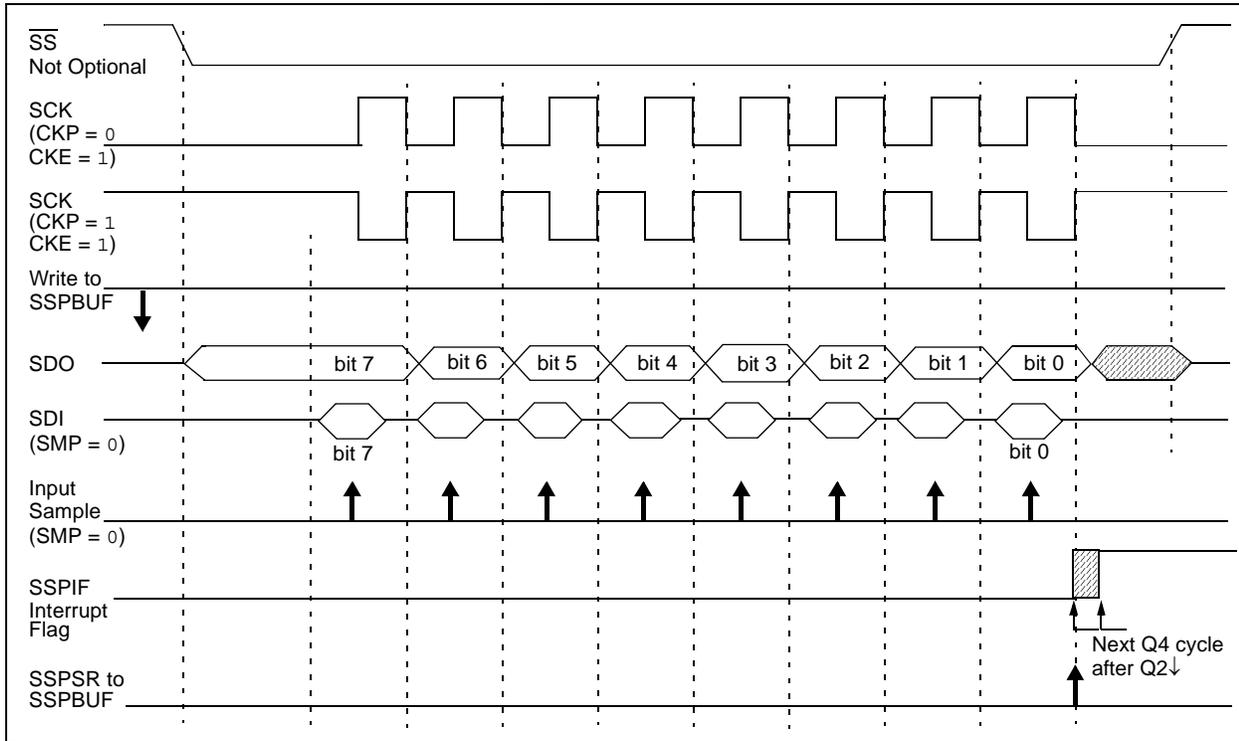 SS
Not Optional
SCK
(CKP = 0
CKE = 1)
SCK
(CKP = 1
CKE = 1)
Write to
SSPBUF
SDO
bit 7
bit 6
bit 5
bit 4
bit 3
bit 2
bit 1
bit 0
SDI
(SMP = 0)
bit 7
bit 0
Input
Sample
(SMP = 0)
SSPIF
Interrupt
Flag
Next Q4 cycle
after Q2↓
SSPSR to
SSPBUF